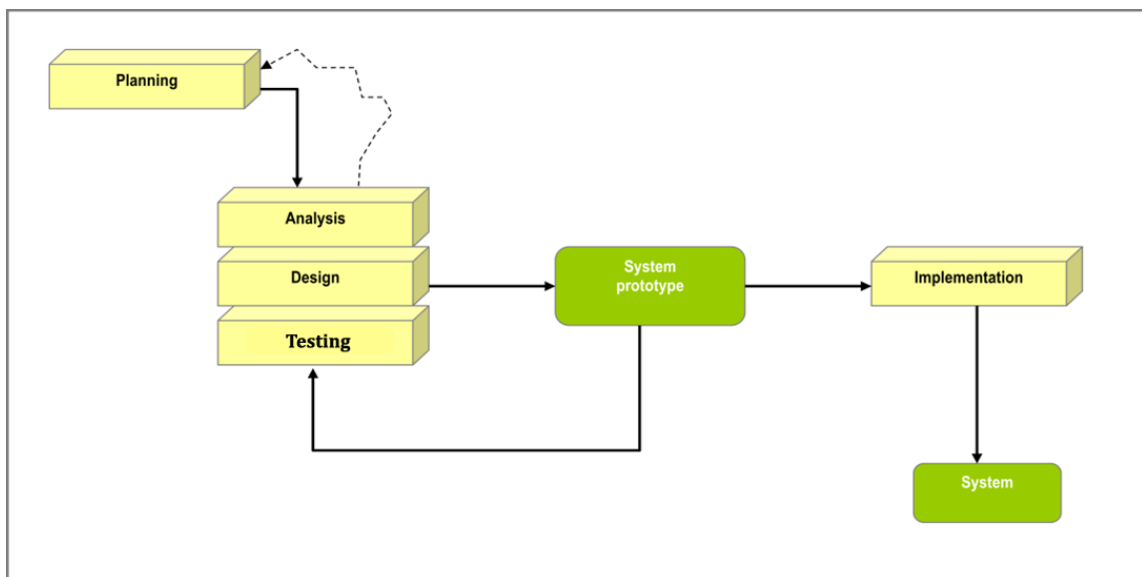 Planning
Analysis
Design
Testing
System
prototype
Implementation
System